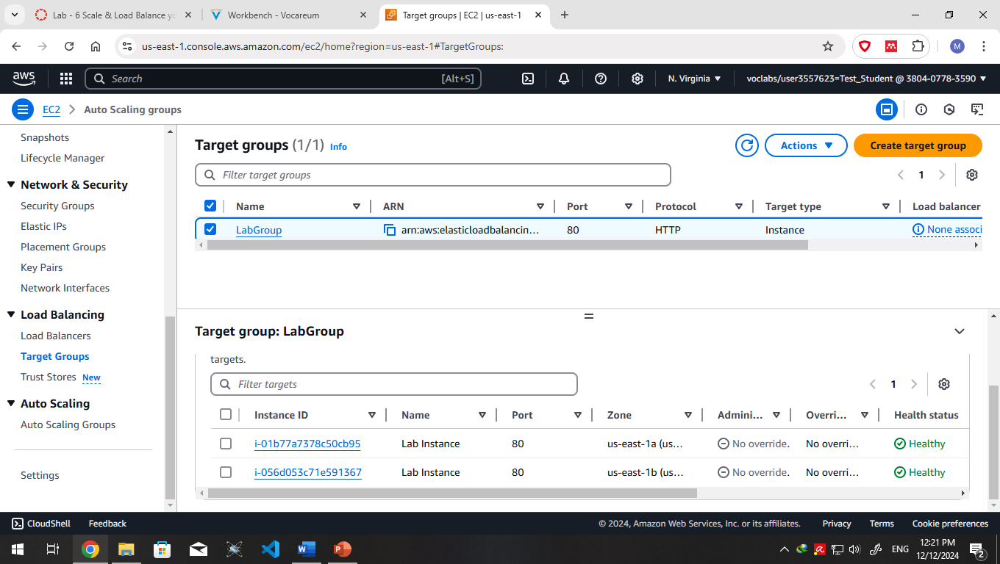 Lab - 6 Scale & Load Balance yo
Workbench - Vocareum
Target groups | EC2 | us-east-1
us-east-1.console.aws.amazon.com/ec2/home?region=us-east-1#TargetGroups:
M
aws
Search
[Alt+S]
N. Virginia
voclabs/user3557623=Test_Student @ 3804-0778-3590
EC2
Auto Scaling groups
Snapshots
Lifecycle Manager
Network & Security
Security Groups
Elastic IPs
Placement Groups
Key Pairs
Network Interfaces
Load Balancing
Load Balancers
Target Groups
Trust Stores New
Auto Scaling
Auto Scaling Groups
Settings
Target groups (1/1) Info
Actions
Create target group
Filter target groups
1
Name ARN Port Protocol Target type Load balancer
LabGroup arn:aws:elasticloadbalancin... 80 HTTP Instance None associ
Target group: LabGroup
targets.
Filter targets
1
Instance ID Name Port Zone Admini... Overri... Health status
i-01b77a7378c50cb95 Lab Instance 80 us-east-1a (us... No override. No overri... Healthy
i-056d053c71e591367 Lab Instance 80 us-east-1b (us... No override. No overri... Healthy
CloudShell Feedback © 2024, Amazon Web Services, Inc. or its affiliates. Privacy Terms Cookie preferences
ENG
12:21 PM
12/12/2024
2